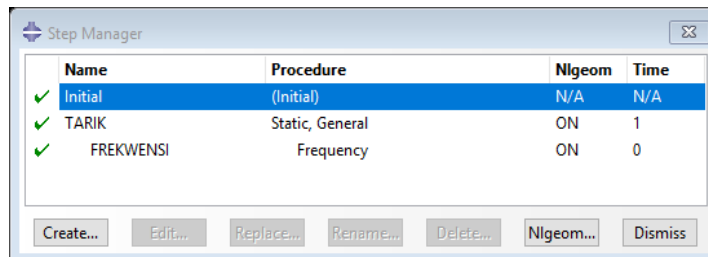 Step Manager
Name Procedure Nlgeom Time
Initial (Initial) N/A N/A
TARIK Static, General ON 1
FREKWENSI Frequency ON 0
Create... Edit... Replace... Rename... Delete... Nlgeom... Dismiss